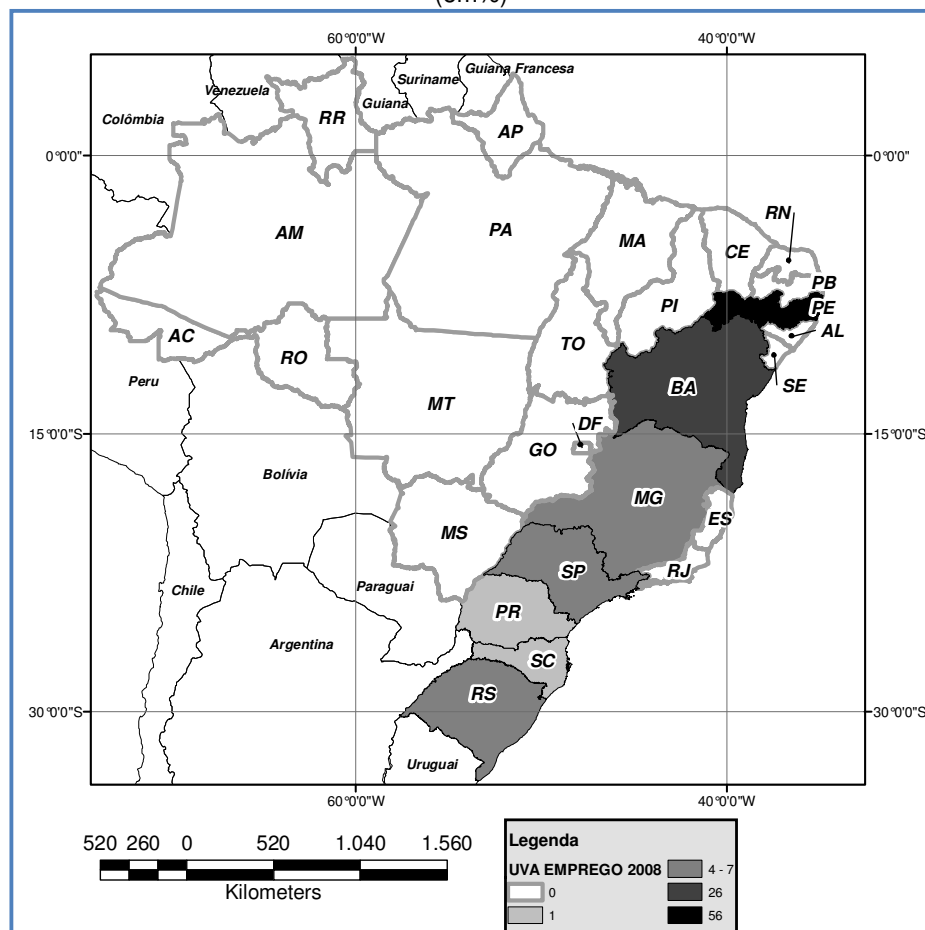 (em%)
60°0'0"W 40°0'0"W
Guiana Francesa
Suriname
Venezuela
Guiana
Colômbia
RR
AP
0°0'0" 0°0'0"
RN
AM
PA
MA
CE
PB
PI
PE
AC
TO
AL
RO
Peru
SE
BA
MT
DF
15°0'0"S 15°0'0"S
GO
Bolívia
MG
ES
MS
SP
RJ
Chile
Paraguai
PR
Argentina
SC
RS
30°0'0"S 30°0'0"S
Uruguai
60°0'0"W 40°0'0"W
520 260 0 520 1.040 1.560
Kilometers
Legenda
UVA EMPREGO 2008
0
1
4 - 7
26
56